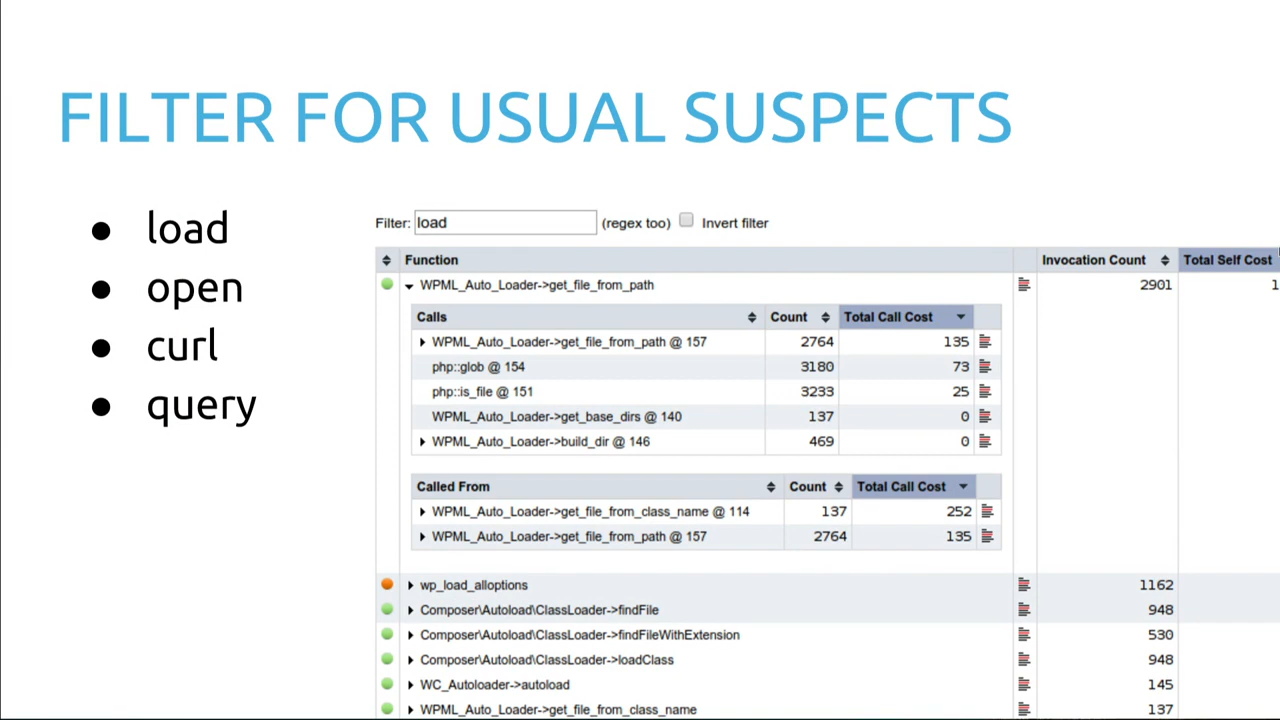 FILTER FOR USUAL SUSPECTS
● load
● open
● curl
● query
Filter: load (regex too) Invert filter
Function Invocation Count Total Self Cost
WPML_Auto_Loader->get_file_from_path 2901 1
Calls Count Total Call Cost
WPML_Auto_Loader->get_file_from_path @ 157 2764 135
php::glob @ 154 3180 73
php::is_file @ 151 3233 25
WPML_Auto_Loader->get_base_dirs @ 140 137 0
WPML_Auto_Loader->build_dir @ 146 469 0
Called From Count Total Call Cost
WPML_Auto_Loader->get_file_from_class_name @ 114 137 252
WPML_Auto_Loader->get_file_from_path @ 157 2764 135
wp_load_alloptions 1162
Composer\Autoload\ClassLoader->findFile 948
Composer\Autoload\ClassLoader->findFileWithExtension 530
Composer\Autoload\ClassLoader->loadClass 948
WC_Autoloader->autoload 145
WPML_Auto_Loader->get_file_from_class_name 137